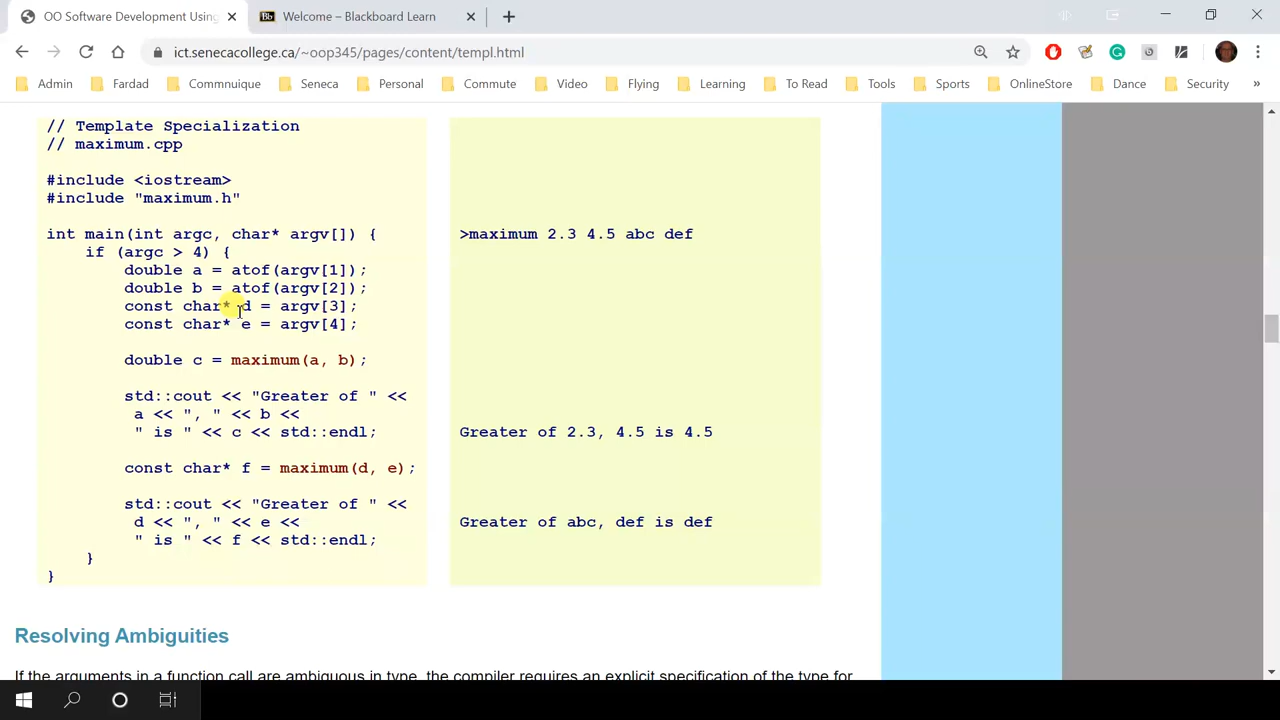 OO Software Development Using
Welcome – Blackboard Learn
ict.senecacollege.ca/~oop345/pages/content/templ.html
Admin Fardad Commnuique Seneca Personal Commute Video Flying Learning To Read Tools Sports OnlineStore Dance Security »
// Template Specialization
// maximum.cpp
#include <iostream>
#include "maximum.h"
int main(int argc, char* argv[]) {
if (argc > 4) {
double a = atof(argv[1]);
double b = atof(argv[2]);
const char* d = argv[3];
const char* e = argv[4];
double c = maximum(a, b);
std::cout << "Greater of " <<
a << ", " << b <<
" is " << c << std::endl;
const char* f = maximum(d, e);
std::cout << "Greater of " <<
d << ", " << e <<
" is " << f << std::endl;
}
}
>maximum 2.3 4.5 abc def
Greater of 2.3, 4.5 is 4.5
Greater of abc, def is def
Resolving Ambiguities
If the arguments in a function call are ambiguous in type, the compiler requires an explicit specification of the type for